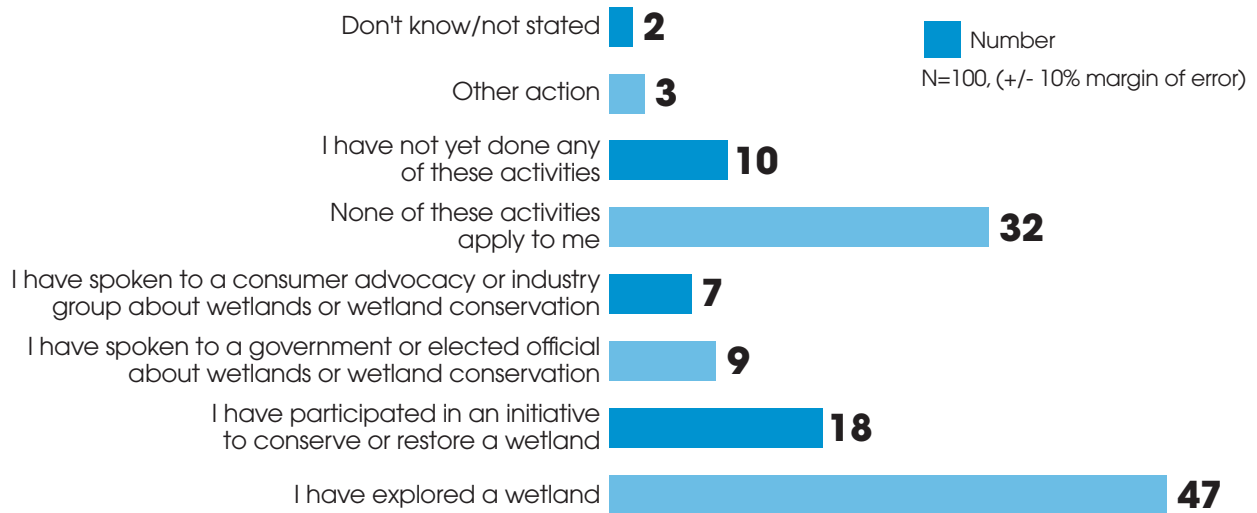 Don't know/not stated 2
Number
N=100, (+/- 10% margin of error)
Other action 3
I have not yet done any
of these activities 10
None of these activities
apply to me 32
I have spoken to a consumer advocacy or industry
group about wetlands or wetland conservation 7
I have spoken to a government or elected official
about wetlands or wetland conservation 9
I have participated in an initiative
to conserve or restore a wetland 18
I have explored a wetland 47